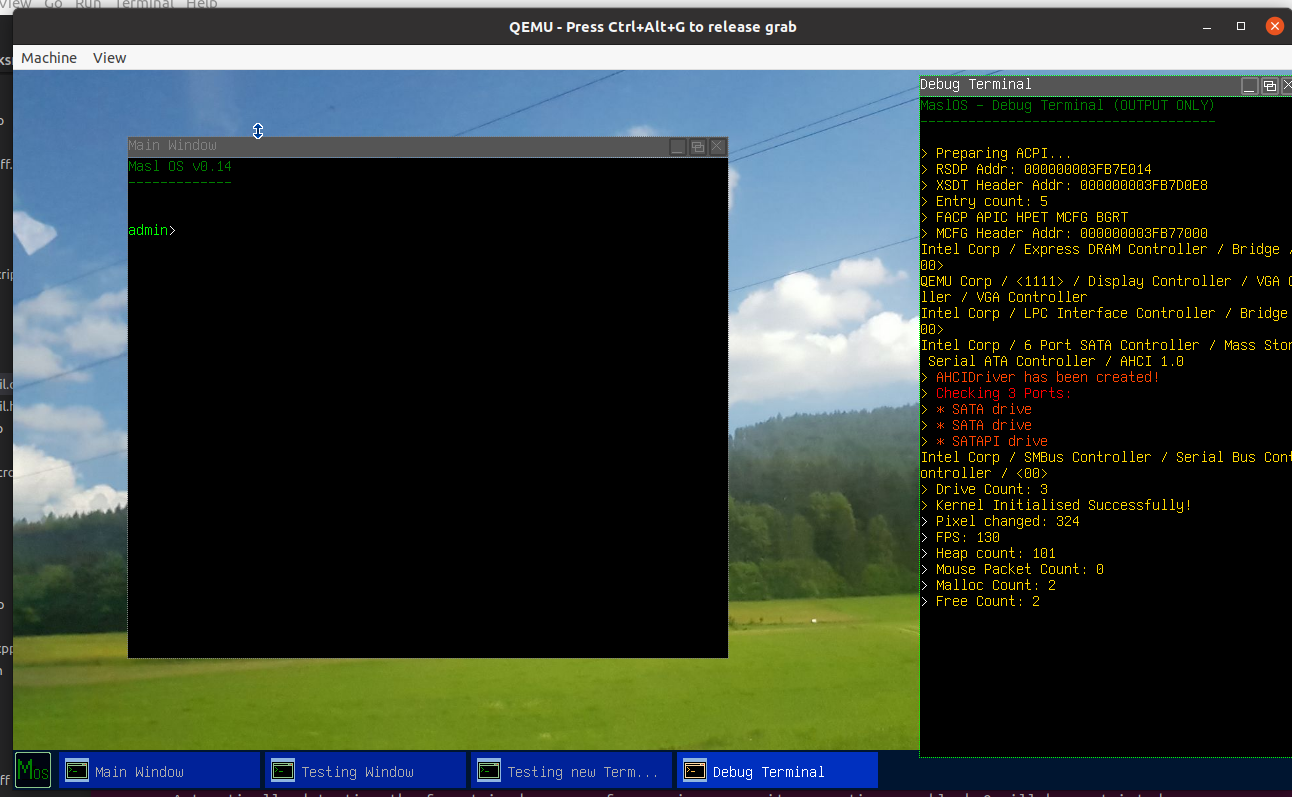 View Go Run Terminal Help
QEMU - Press Ctrl+Alt+G to release grab
Machine View
Main Window
Masl OS v0.14
-------------
admin>
Debug Terminal
MaslOS - Debug Terminal (OUTPUT ONLY)
-------------------------------------
> Preparing ACPI...
> RSDP Addr: 000000003FB7E014
> XSDT Header Addr: 000000003FB7D0E8
> Entry count: 5
> FACP APIC HPET MCFG BGRT
> MCFG Header Addr: 000000003FB77000
Intel Corp / Express DRAM Controller / Bridge /
00>
QEMU Corp / <1111> / Display Controller / VGA C
ller / VGA Controller
Intel Corp / LPC Interface Controller / Bridge
00>
Intel Corp / 6 Port SATA Controller / Mass Stor
Serial ATA Controller / AHCI 1.0
> AHCIDriver has been created!
> Checking 3 Ports:
> * SATA drive
> * SATA drive
> * SATAPI drive
Intel Corp / SMBus Controller / Serial Bus Cont
ontroller / <00>
> Drive Count: 3
> Kernel Initialised Successfully!
> Pixel changed: 324
> FPS: 130
> Heap count: 101
> Mouse Packet Count: 0
> Malloc Count: 2
> Free Count: 2
Mos
Main Window
Testing Window
Testing new Term...
Debug Terminal